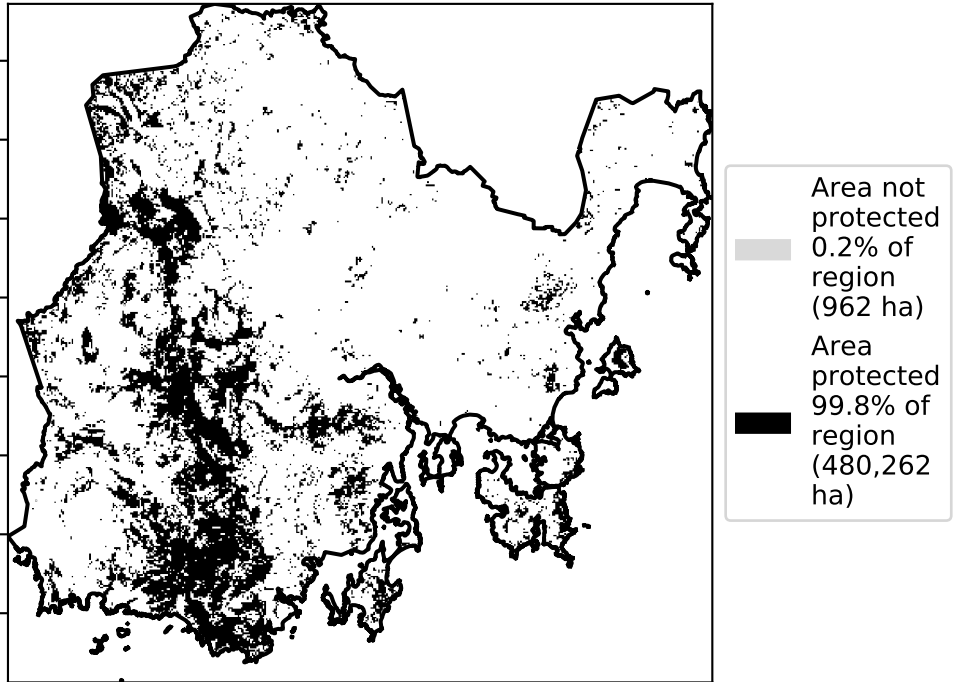 Area not
protected
0.2% of
region
(962 ha)
Area
protected
99.8% of
region
(480,262
ha)